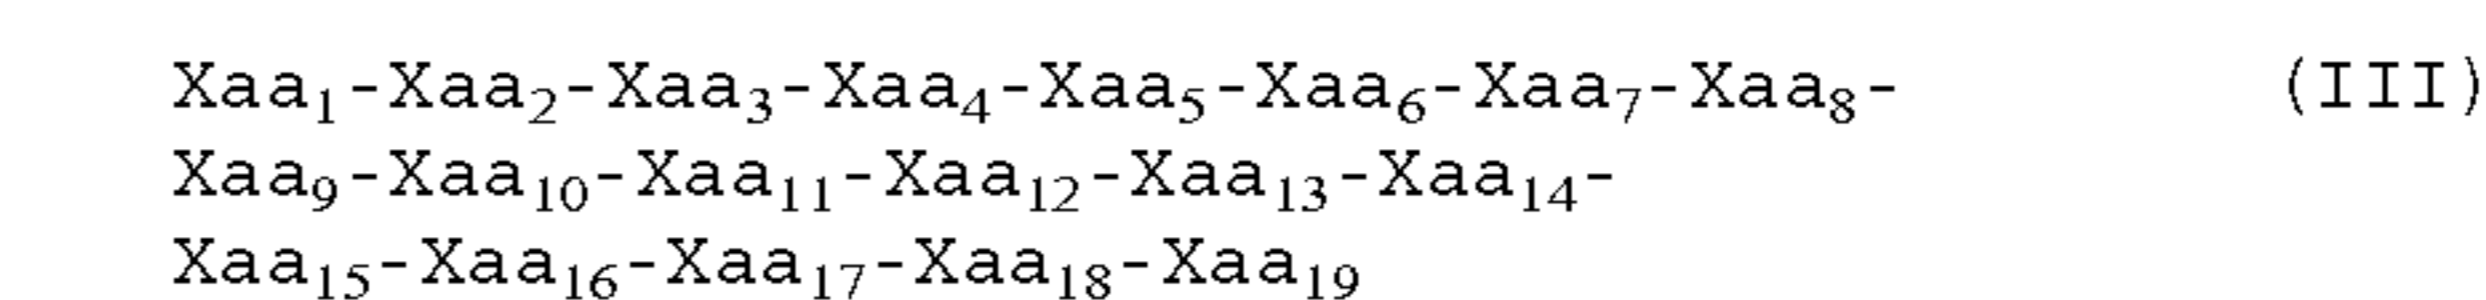 Xaa₁-Xaa₂-Xaa₃-Xaa₄-Xaa₅-Xaa₆-Xaa₇-Xaa₈- (III)
Xaa₉-Xaa₁₀-Xaa₁₁-Xaa₁₂-Xaa₁₃-Xaa₁₄-
Xaa₁₅-Xaa₁₆-Xaa₁₇-Xaa₁₈-Xaa₁₉